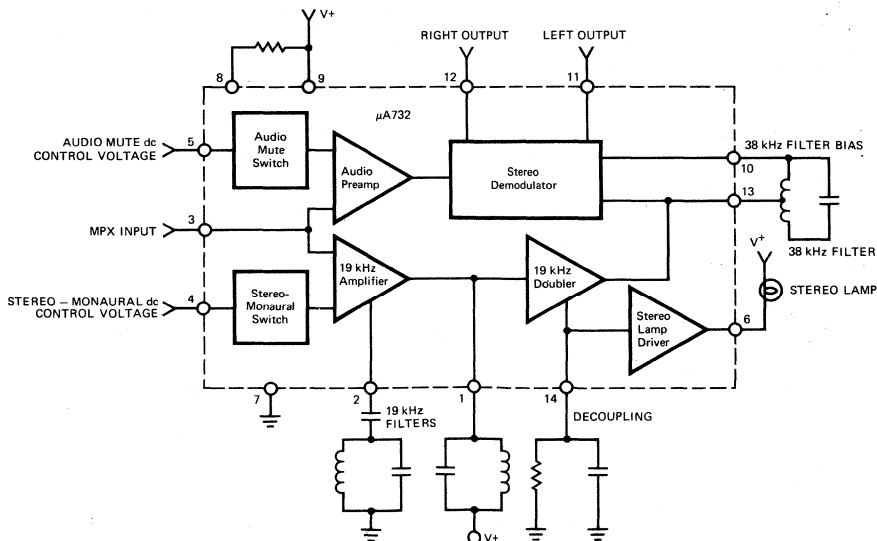 V+
RIGHT OUTPUT
LEFT OUTPUT
8
9
12
11
μA732
AUDIO MUTE dc
CONTROL VOLTAGE
5
Audio
Mute
Switch
Audio
Preamp
Stereo
Demodulator
38 kHz FILTER BIAS
10
13
MPX INPUT
3
38 kHz FILTER
V+
19 kHz
Amplifier
19 kHz
Doubler
STEREO LAMP
STEREO – MONAURAL dc
CONTROL VOLTAGE
4
Stereo-
Monaural
Switch
Stereo
Lamp
Driver
6
7
2
1
14
19 kHz
FILTERS
DECOUPLING
V+